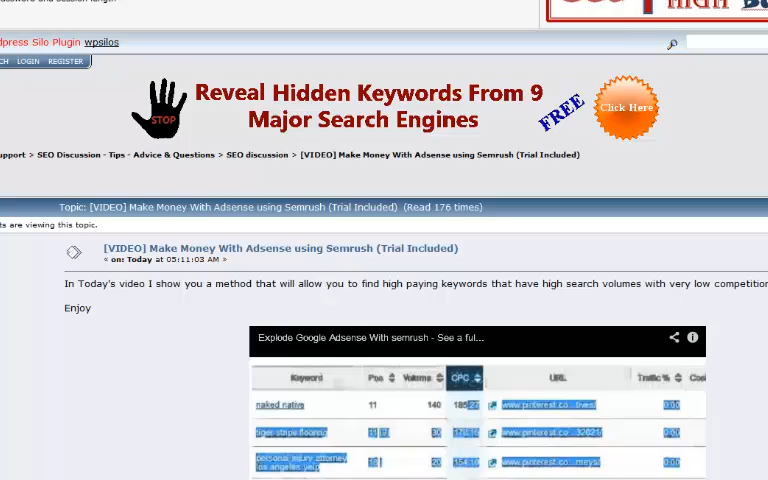 dpress Silo Plugin wpsilos
CH LOGIN REGISTER
STOP
Reveal Hidden Keywords From 9
Major Search Engines
FREE
Click Here
upport > SEO Discussion - Tips - Advice & Questions > SEO discussion > [VIDEO] Make Money With Adsense using Semrush (Trial Included)
Topic: [VIDEO] Make Money With Adsense using Semrush (Trial Included) (Read 176 times)
ts are viewing this topic.
[VIDEO] Make Money With Adsense using Semrush (Trial Included)
« on: Today at 05:11:03 AM »
In Today's video I show you a method that will allow you to find high paying keywords that have high search volumes with very low competition
Enjoy
Explode Google Adsense With semrush - See a ful...
Keyword Pos Volume CPC URL Traffic %
naked native 11 140 www.pinterest.co 0.00
tiger stripe flooring www.pinterest.co 0.00
personal injury attorney 20 www.pinterest.co 0.00
los angeles yelp